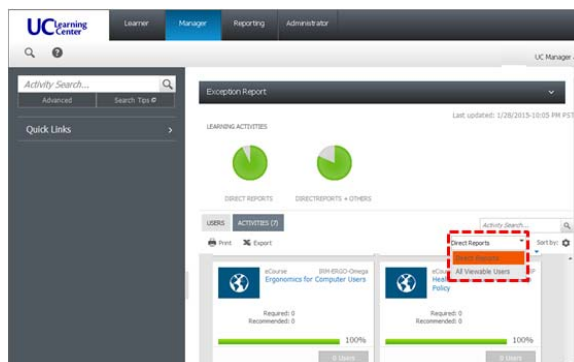 UC Learning Center
Learner
Manager
Reporting
Administrator
UC Manager
Activity Search...
Advanced
Search Tips
Quick Links
Exception Report
Last updated: 1/28/2015-10:05 PM PST
LEARNING ACTIVITIES
DIRECT REPORTS
DIRECTREPORTS + OTHERS
USERS
ACTIVITIES (7)
Activity Search...
Print
Export
Direct Reports
Sort by:
Direct Reports
All Viewable Users
eCourse
Ergonomics for Computer Users
Policy
Required: 0
Recommended: 0
Required: 0
Recommended: 0
100%
100%
0 Users
0 Users